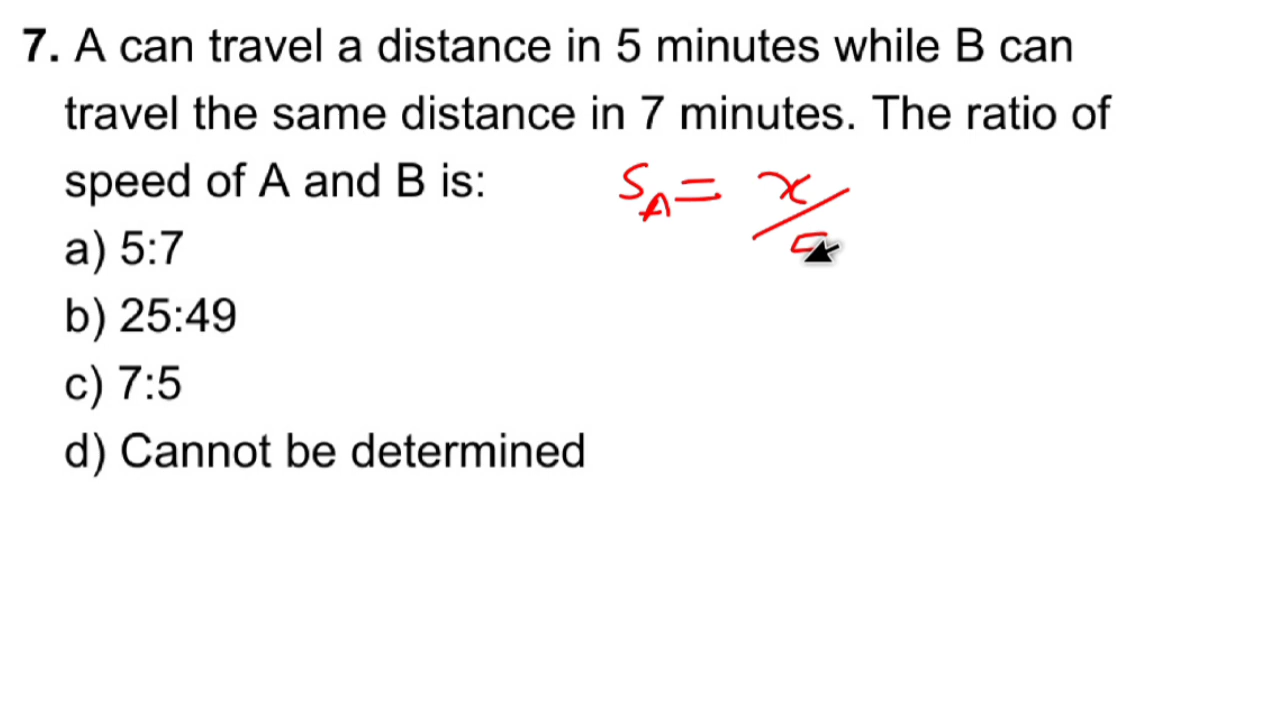 7. A can travel a distance in 5 minutes while B can
travel the same distance in 7 minutes. The ratio of
speed of A and B is:
S_A = x/
a) 5:7
b) 25:49
c) 7:5
d) Cannot be determined